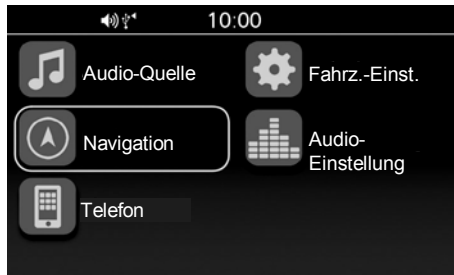 10:00
Audio-Quelle
Fahrz.-Einst.
Navigation
Audio-
Einstellung
Telefon